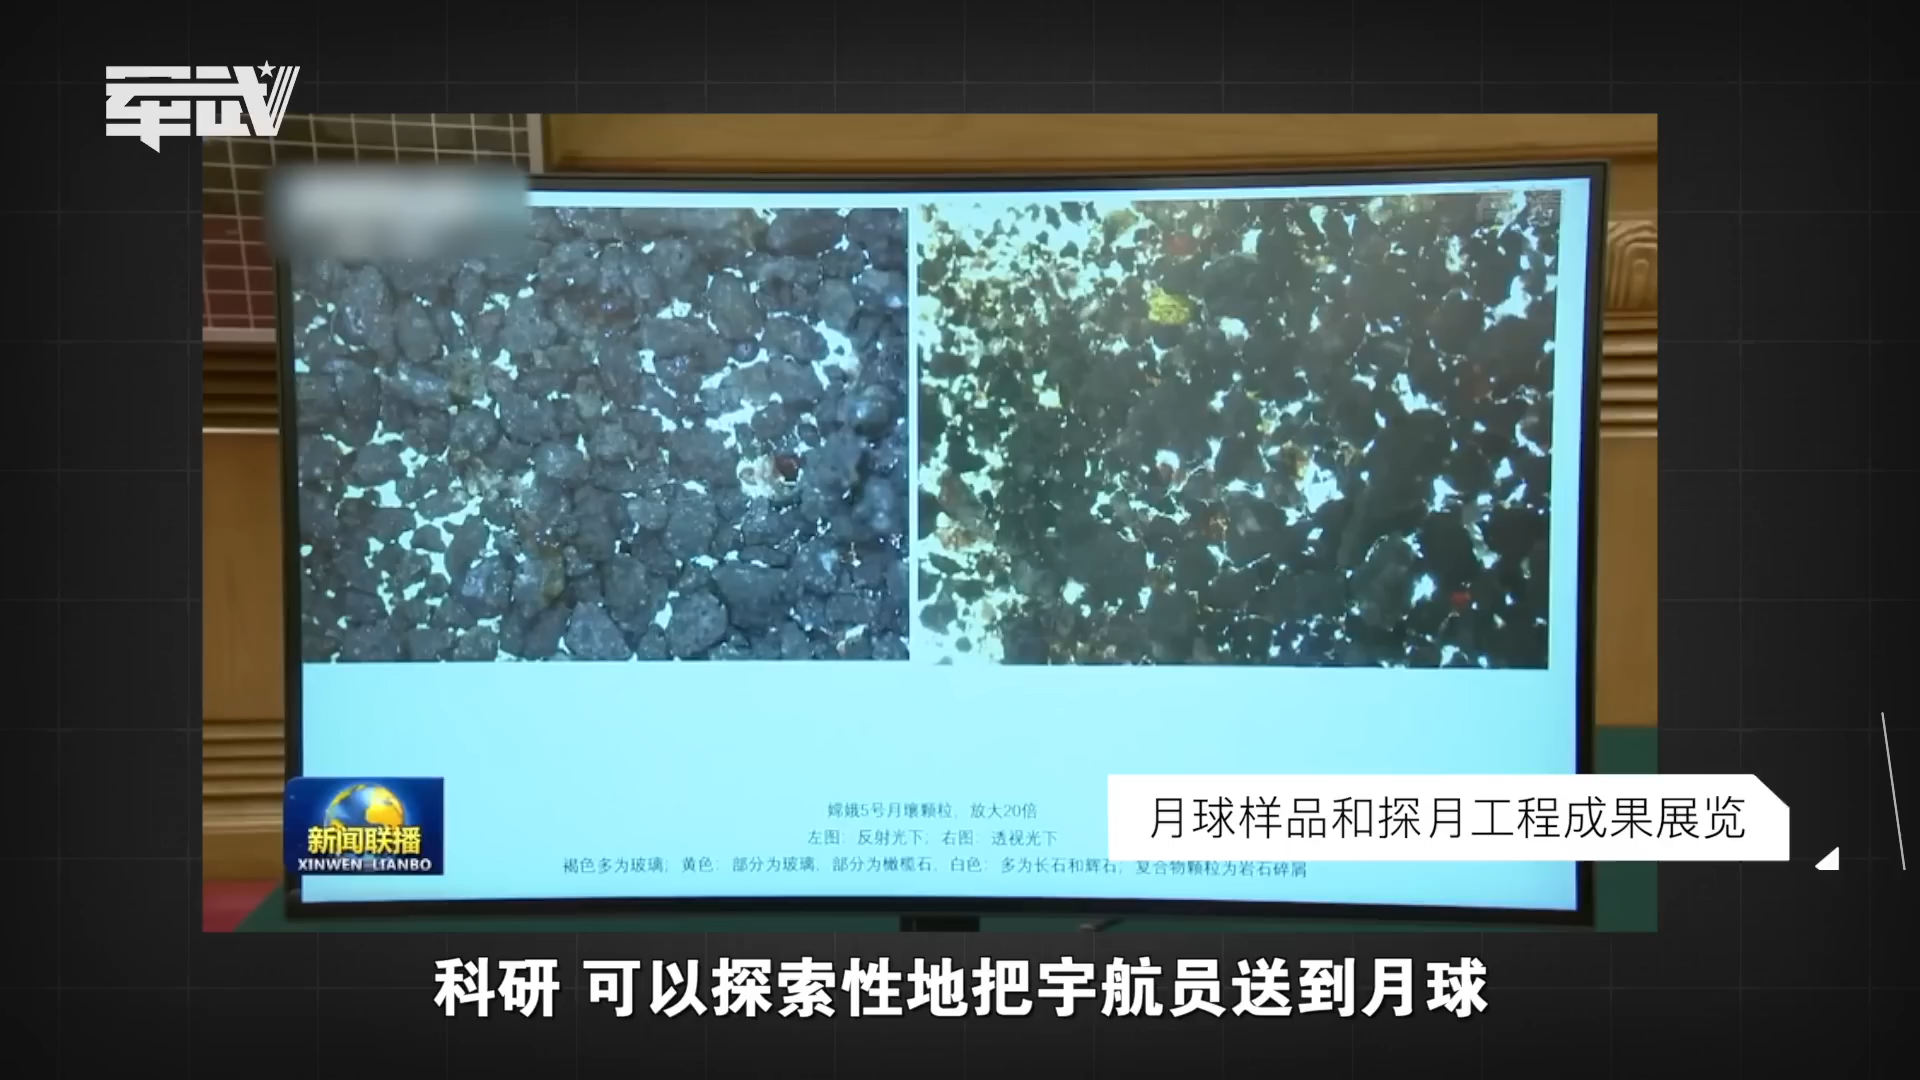 军武
嫦娥5号月壤颗粒，放大20倍
左图：反射光下；右图：透视光下
褐色多为玻璃；黄色：部分为玻璃、部分为橄榄石，白色：多为长石和辉石；复合物颗粒为岩石碎屑
新闻联播
XINWEN LIANBO
月球样品和探月工程成果展览
科研 可以探索性地把宇航员送到月球